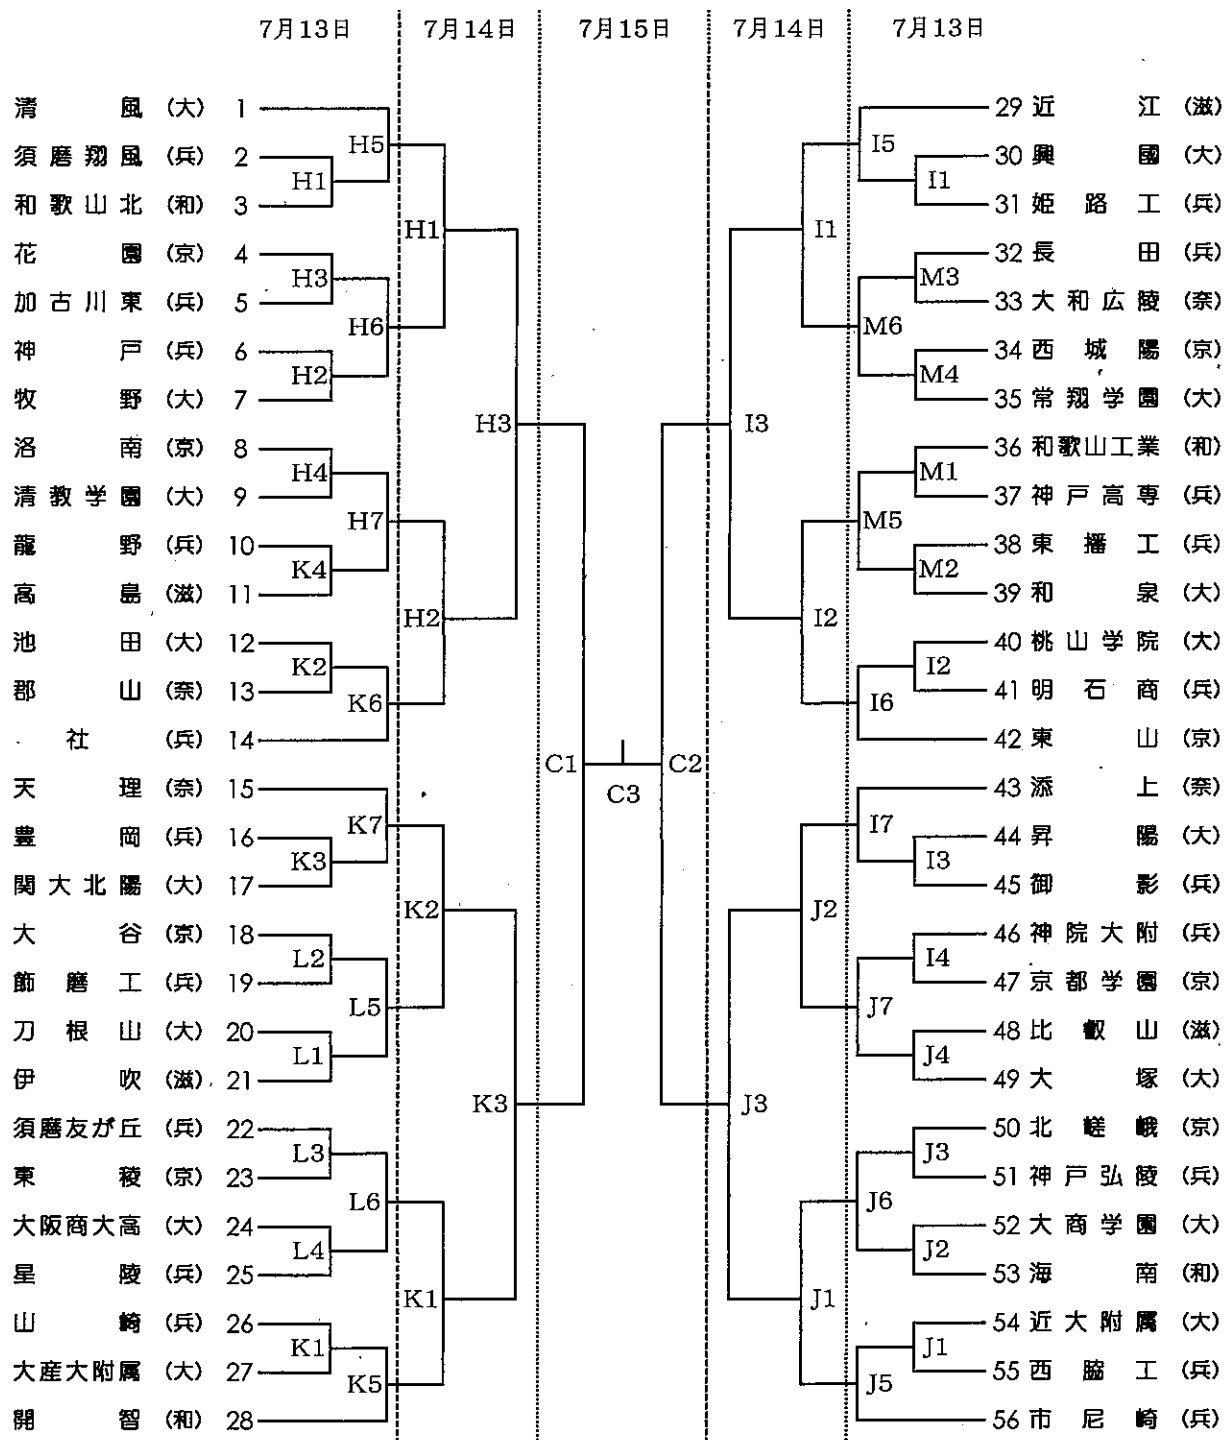 7月13日 7月14日 7月15日 7月14日 7月13日
清風 (大) 1
須磨翔風 (兵) 2
和歌山北 (和) 3
花園 (京) 4
加古川東 (兵) 5
神戸 (兵) 6
牧野 (大) 7
洛南 (京) 8
清教学園 (大) 9
龍野 (兵) 10
高島 (滋) 11
池田 (大) 12
郡山 (奈) 13
社 (兵) 14
天理 (奈) 15
豊岡 (兵) 16
関大北陽 (大) 17
大谷 (京) 18
飾磨工 (兵) 19
刀根山 (大) 20
伊吹 (滋) 21
須磨友が丘 (兵) 22
東稜 (京) 23
大阪商大高 (大) 24
星陵 (兵) 25
山崎 (兵) 26
大産大附属 (大) 27
開智 (和) 28
H5
H1
H3
H6
H2
H4
H7
K4
K2
K6
K7
K3
L2
L5
L1
L3
L6
L4
K1
K5
H1
H2
K2
K1
H3
K3
C1
C3
C2
I3
J3
I1
I2
J2
J1
I5
I1
M3
M6
M4
M1
M5
M2
I2
I6
I7
I3
I4
J7
J4
J3
J6
J2
J1
J5
29 近江 (滋)
30 興國 (大)
31 姫路工 (兵)
32 長田 (兵)
33 大和広陵 (奈)
34 西城陽 (京)
35 常翔学園 (大)
36 和歌山工業 (和)
37 神戸高専 (兵)
38 東播工 (兵)
39 和泉 (大)
40 桃山学院 (大)
41 明石商 (兵)
42 東山 (京)
43 添上 (奈)
44 昇陽 (大)
45 御影 (兵)
46 神院大附 (兵)
47 京都学園 (京)
48 比叡山 (滋)
49 大塚 (大)
50 北嵯峨 (京)
51 神戸弘陵 (兵)
52 大商学園 (大)
53 海南 (和)
54 近大附属 (大)
55 西脇工 (兵)
56 市尼崎 (兵)